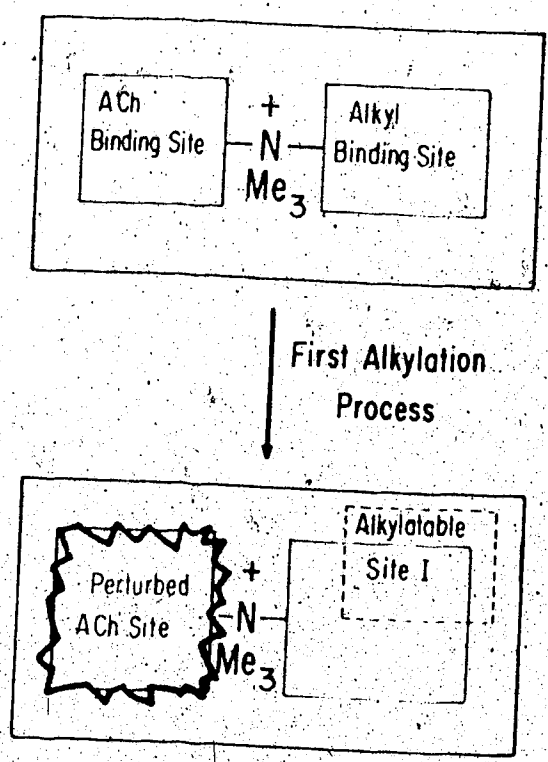 ACh
Binding Site
+
N
Me3
Alkyl
Binding Site
First Alkylation
Process
Perturbed
ACh Site
+
N
Me3
Alkylatable
Site I